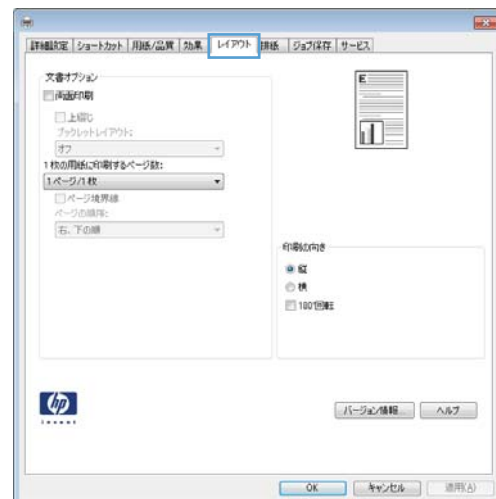 詳細設定 ショートカット 用紙/品質 効果 レイアウト 排紙 ジョブ保存 サービス
文書オプション
両面印刷
上綴じ
ブックレットレイアウト:
オフ
1 枚の用紙に印刷するページ数:
1 ページ/1 枚
ページ境界線
ページの順序:
右、下の順
E
印刷の向き
縦
横
180°回転
hp
invent
バージョン情報...
ヘルプ
OK
キャンセル
適用(A)